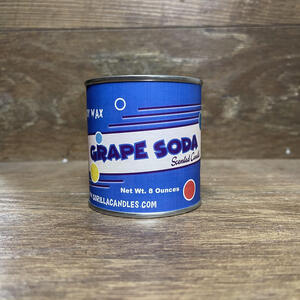 WAX
GRAPE SODA
Scented Candle
Net Wt. 8 Ounces
GORILLACANDLES.COM